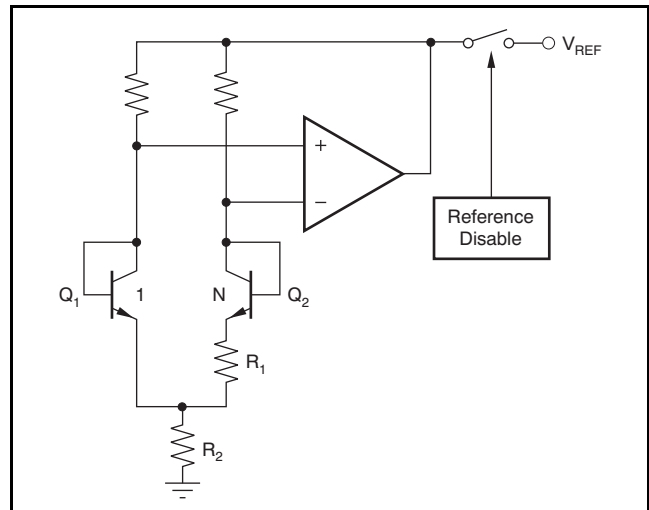 V_REF
+
−
Reference
Disable
Q_1
1
N
Q_2
R_1
R_2